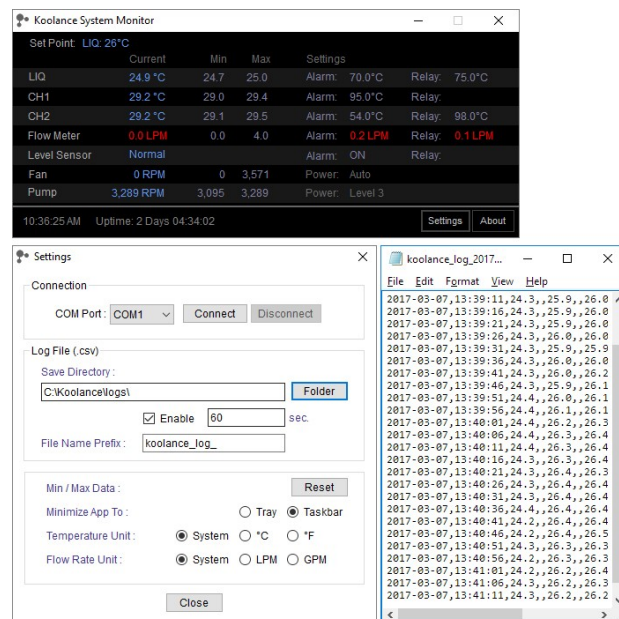 Koolance System Monitor
Set Point: LIQ: 26°C
Current Min Max Settings
LIQ 24.9 °C 24.7 25.0 Alarm: 70.0°C Relay: 75.0°C
CH1 29.2 °C 29.0 29.4 Alarm: 95.0°C Relay:
CH2 29.2 °C 29.1 29.5 Alarm: 54.0°C Relay: 98.0°C
Flow Meter 0.0 LPM 0.0 4.0 Alarm: 0.2 LPM Relay: 0.1 LPM
Level Sensor Normal Alarm: ON Relay:
Fan 0 RPM 0 3,571 Power: Auto
Pump 3,289 RPM 3,095 3,289 Power: Level 3
10:36:25 AM Uptime: 2 Days 04:34:02 Settings About
Settings
Connection
COM Port : COM1 Connect Disconnect
Log File (.csv)
Save Directory :
C:\Koolance\logs\ Folder
Enable 60 sec.
File Name Prefix : koolance_log_
Min / Max Data : Reset
Minimize App To : Tray Taskbar
Temperature Unit : System °C °F
Flow Rate Unit : System LPM GPM
Close
koolance_log_2017...
File Edit Format View Help
2017-03-07,13:39:11,24.3,,25.9,,26.0
2017-03-07,13:39:16,24.3,,25.9,,26.0
2017-03-07,13:39:21,24.3,,25.9,,26.0
2017-03-07,13:39:26,24.3,,26.0,,26.0
2017-03-07,13:39:31,24.3,,25.9,,25.9
2017-03-07,13:39:36,24.3,,26.0,,26.0
2017-03-07,13:39:41,24.3,,26.0,,26.2
2017-03-07,13:39:46,24.3,,25.9,,26.1
2017-03-07,13:39:51,24.4,,26.0,,26.1
2017-03-07,13:39:56,24.4,,26.1,,26.1
2017-03-07,13:40:01,24.4,,26.2,,26.3
2017-03-07,13:40:06,24.4,,26.3,,26.4
2017-03-07,13:40:11,24.4,,26.3,,26.4
2017-03-07,13:40:16,24.3,,26.3,,26.4
2017-03-07,13:40:21,24.3,,26.4,,26.3
2017-03-07,13:40:26,24.3,,26.4,,26.4
2017-03-07,13:40:31,24.3,,26.4,,26.4
2017-03-07,13:40:36,24.4,,26.4,,26.4
2017-03-07,13:40:41,24.2,,26.4,,26.4
2017-03-07,13:40:46,24.2,,26.4,,26.5
2017-03-07,13:40:51,24.3,,26.3,,26.3
2017-03-07,13:40:56,24.2,,26.3,,26.3
2017-03-07,13:41:01,24.2,,26.2,,26.4
2017-03-07,13:41:06,24.3,,26.2,,26.3
2017-03-07,13:41:11,24.3,,26.2,,26.2